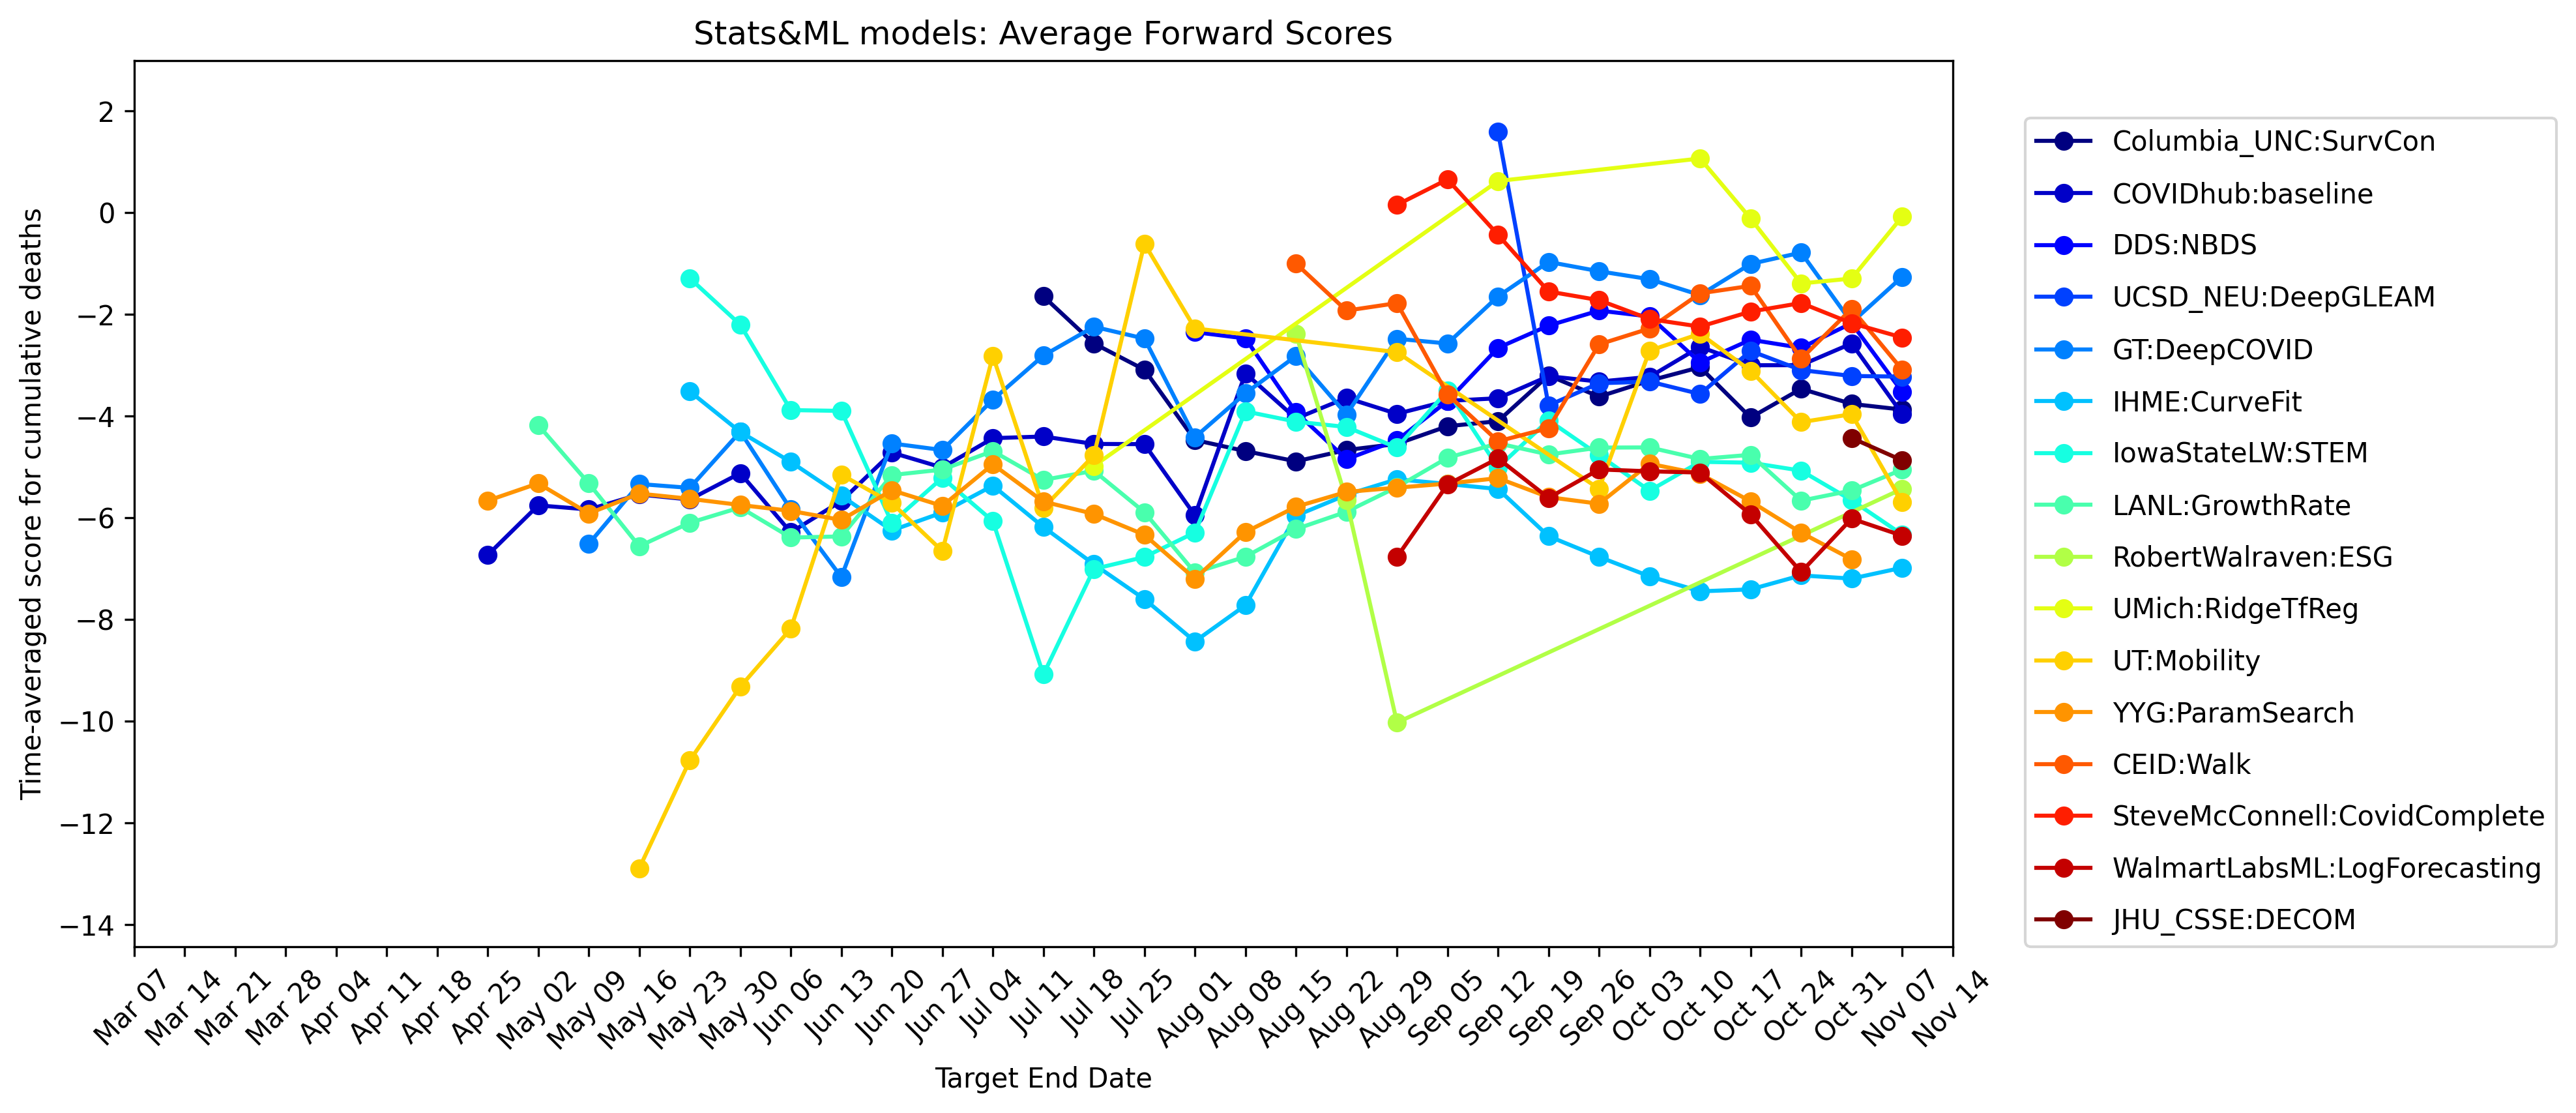 Stats&ML models: Average Forward Scores
Time-averaged score for cumulative deaths
2
0
−2
−4
−6
−8
−10
−12
−14
Mar 07
Mar 14
Mar 21
Mar 28
Apr 04
Apr 11
Apr 18
Apr 25
May 02
May 09
May 16
May 23
May 30
Jun 06
Jun 13
Jun 20
Jun 27
Jul 04
Jul 11
Jul 18
Jul 25
Aug 01
Aug 08
Aug 15
Aug 22
Aug 29
Sep 05
Sep 12
Sep 19
Sep 26
Oct 03
Oct 10
Oct 17
Oct 24
Oct 31
Nov 07
Nov 14
Target End Date
Columbia_UNC:SurvCon
COVIDhub:baseline
DDS:NBDS
UCSD_NEU:DeepGLEAM
GT:DeepCOVID
IHME:CurveFit
IowaStateLW:STEM
LANL:GrowthRate
RobertWalraven:ESG
UMich:RidgeTfReg
UT:Mobility
YYG:ParamSearch
CEID:Walk
SteveMcConnell:CovidComplete
WalmartLabsML:LogForecasting
JHU_CSSE:DECOM